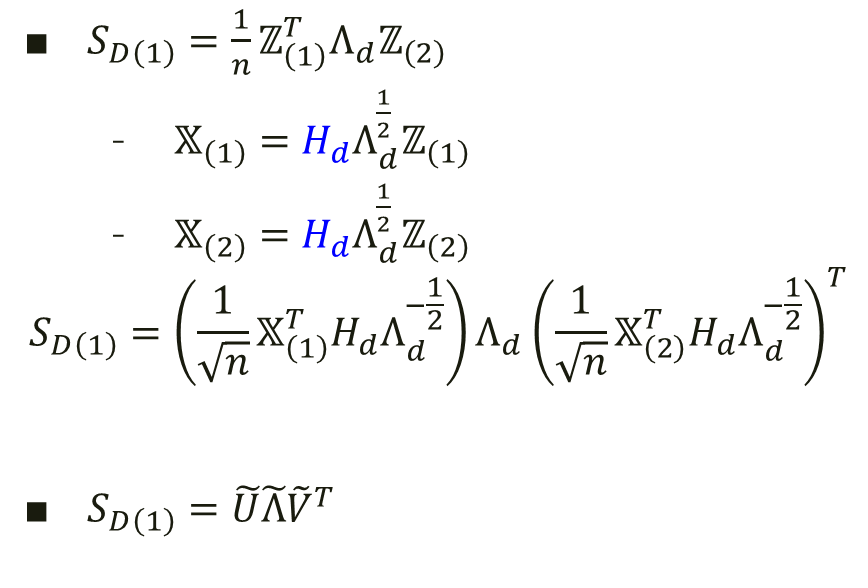 ■ $S_{D(1)} = \frac{1}{n} \mathbb{Z}_{(1)}^{T} \Lambda_d \mathbb{Z}_{(2)}$
- $\mathbb{X}_{(1)} = H_d \Lambda_d^{\frac{1}{2}} \mathbb{Z}_{(1)}$
- $\mathbb{X}_{(2)} = H_d \Lambda_d^{\frac{1}{2}} \mathbb{Z}_{(2)}$
$S_{D(1)} = \left( \frac{1}{\sqrt{n}} \mathbb{X}_{(1)}^{T} H_d \Lambda_d^{-\frac{1}{2}} \right) \Lambda_d \left( \frac{1}{\sqrt{n}} \mathbb{X}_{(2)}^{T} H_d \Lambda_d^{-\frac{1}{2}} \right)^{T}$
■ $S_{D(1)} = \widetilde{U} \widetilde{\Lambda} \widetilde{V}^{T}$